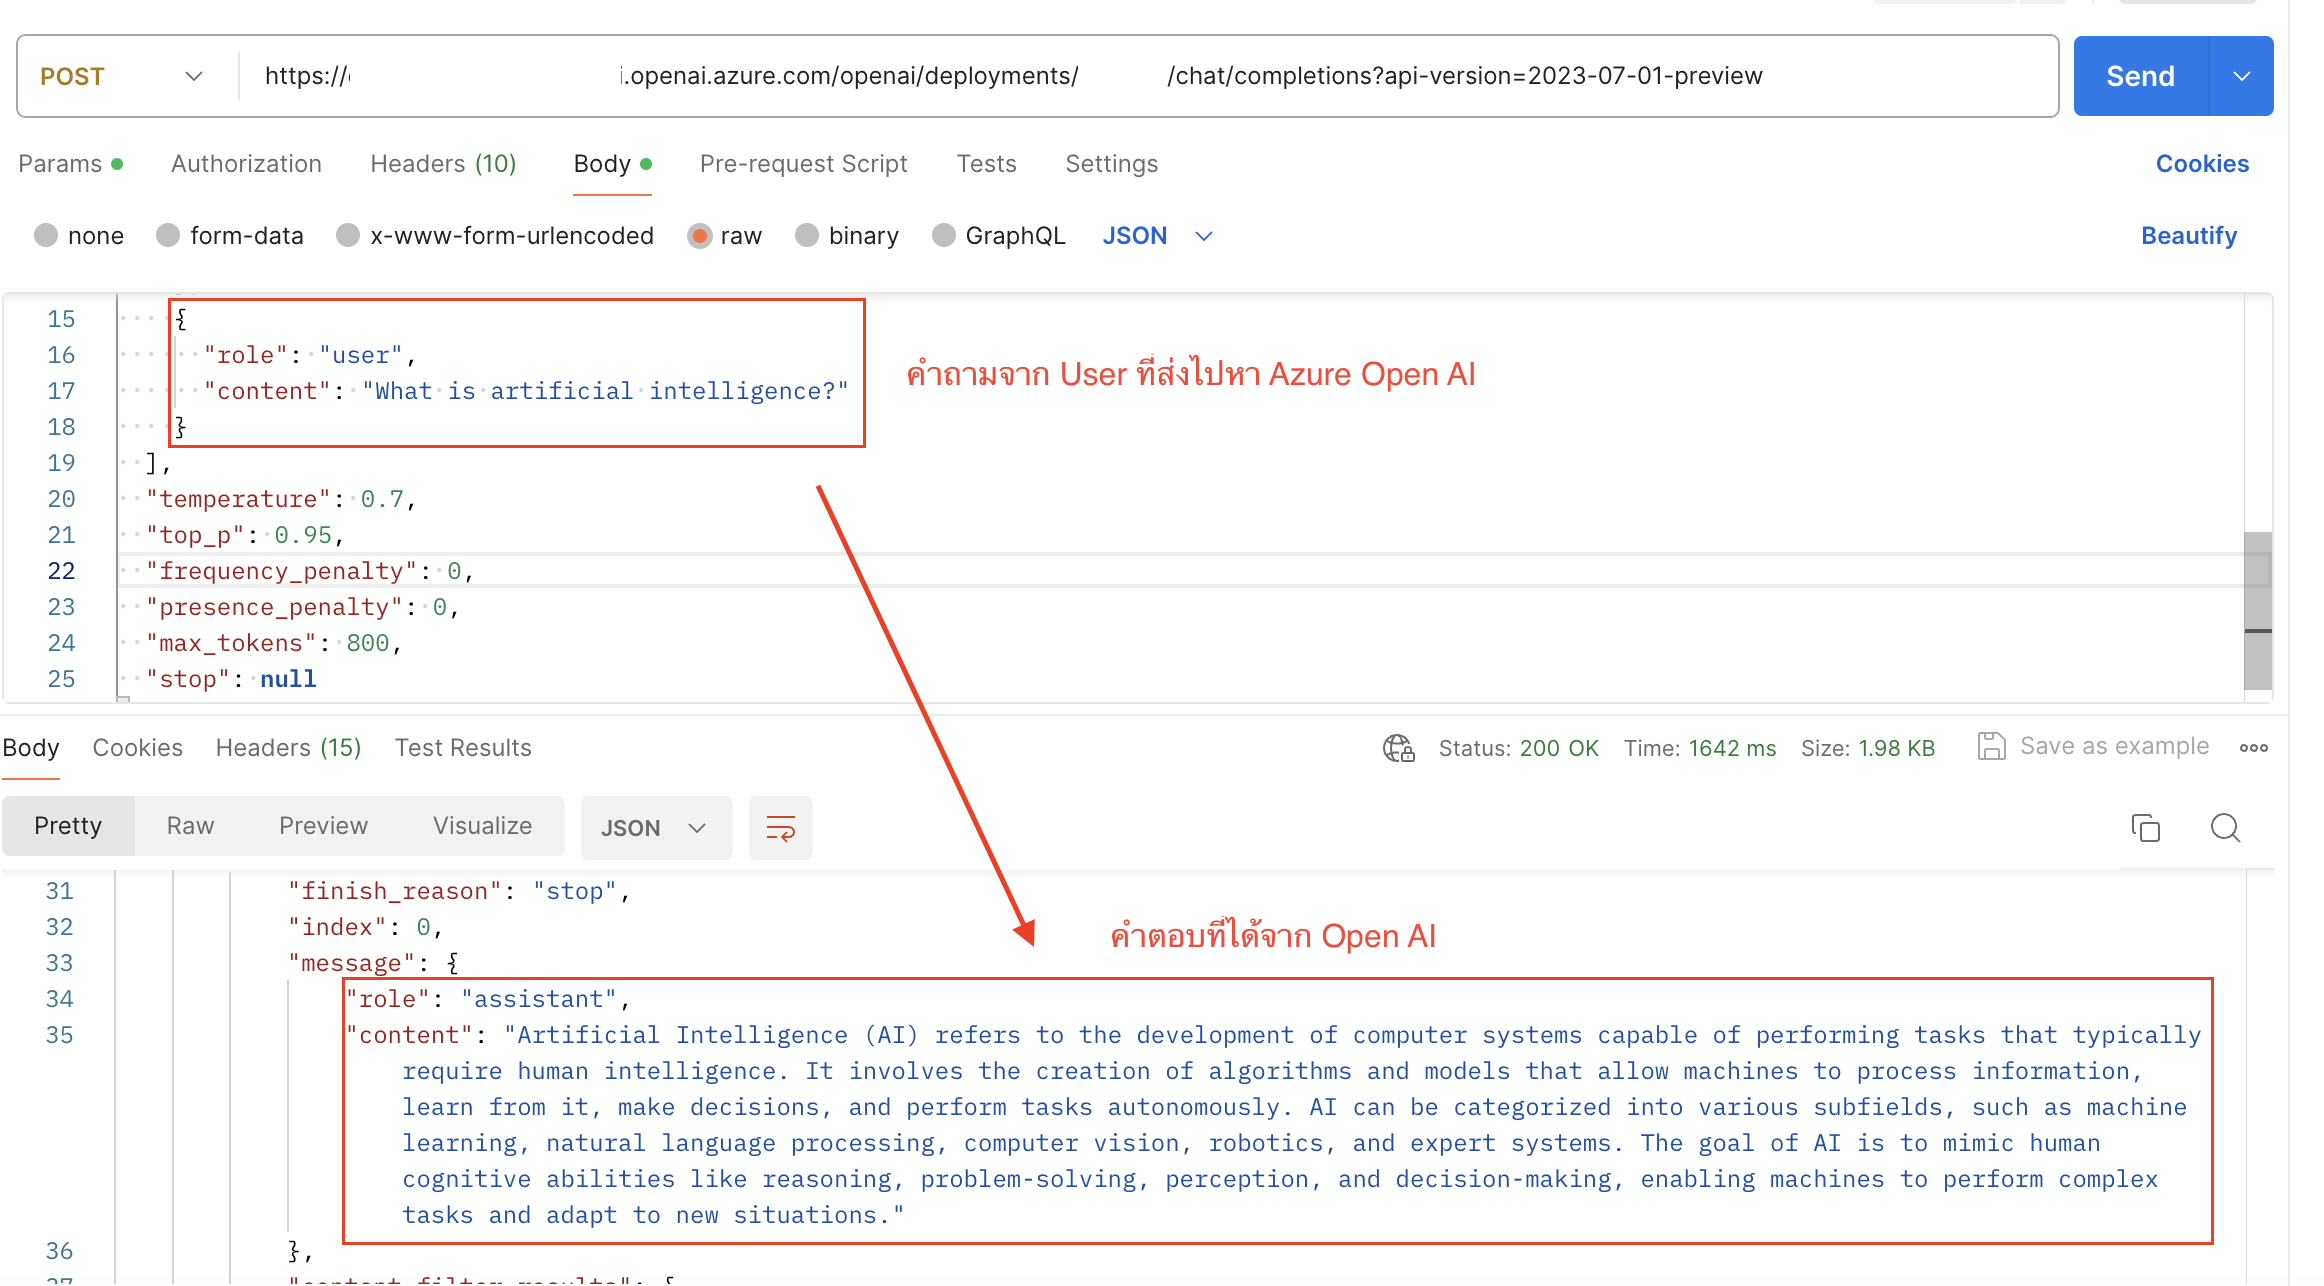 POST https:// i.openai.azure.com/openai/deployments/ /chat/completions?api-version=2023-07-01-preview Send
Params Authorization Headers (10) Body Pre-request Script Tests Settings Cookies
none form-data x-www-form-urlencoded raw binary GraphQL JSON Beautify
15 {
16 "role": "user",
คำถามจาก User ที่ส่งไปหา Azure Open AI
17 "content": "What is artificial intelligence?"
18 }
19 ],
20 "temperature": 0.7,
21 "top_p": 0.95,
22 "frequency_penalty": 0,
23 "presence_penalty": 0,
24 "max_tokens": 800,
25 "stop": null
Body Cookies Headers (15) Test Results Status: 200 OK Time: 1642 ms Size: 1.98 KB Save as example
Pretty Raw Preview Visualize JSON
31 "finish_reason": "stop",
32 "index": 0,
คำตอบที่ได้จาก Open AI
33 "message": {
34 "role": "assistant",
35 "content": "Artificial Intelligence (AI) refers to the development of computer systems capable of performing tasks that typically
require human intelligence. It involves the creation of algorithms and models that allow machines to process information,
learn from it, make decisions, and perform tasks autonomously. AI can be categorized into various subfields, such as machine
learning, natural language processing, computer vision, robotics, and expert systems. The goal of AI is to mimic human
cognitive abilities like reasoning, problem-solving, perception, and decision-making, enabling machines to perform complex
tasks and adapt to new situations."
36 },
37 "content_filter_results": {